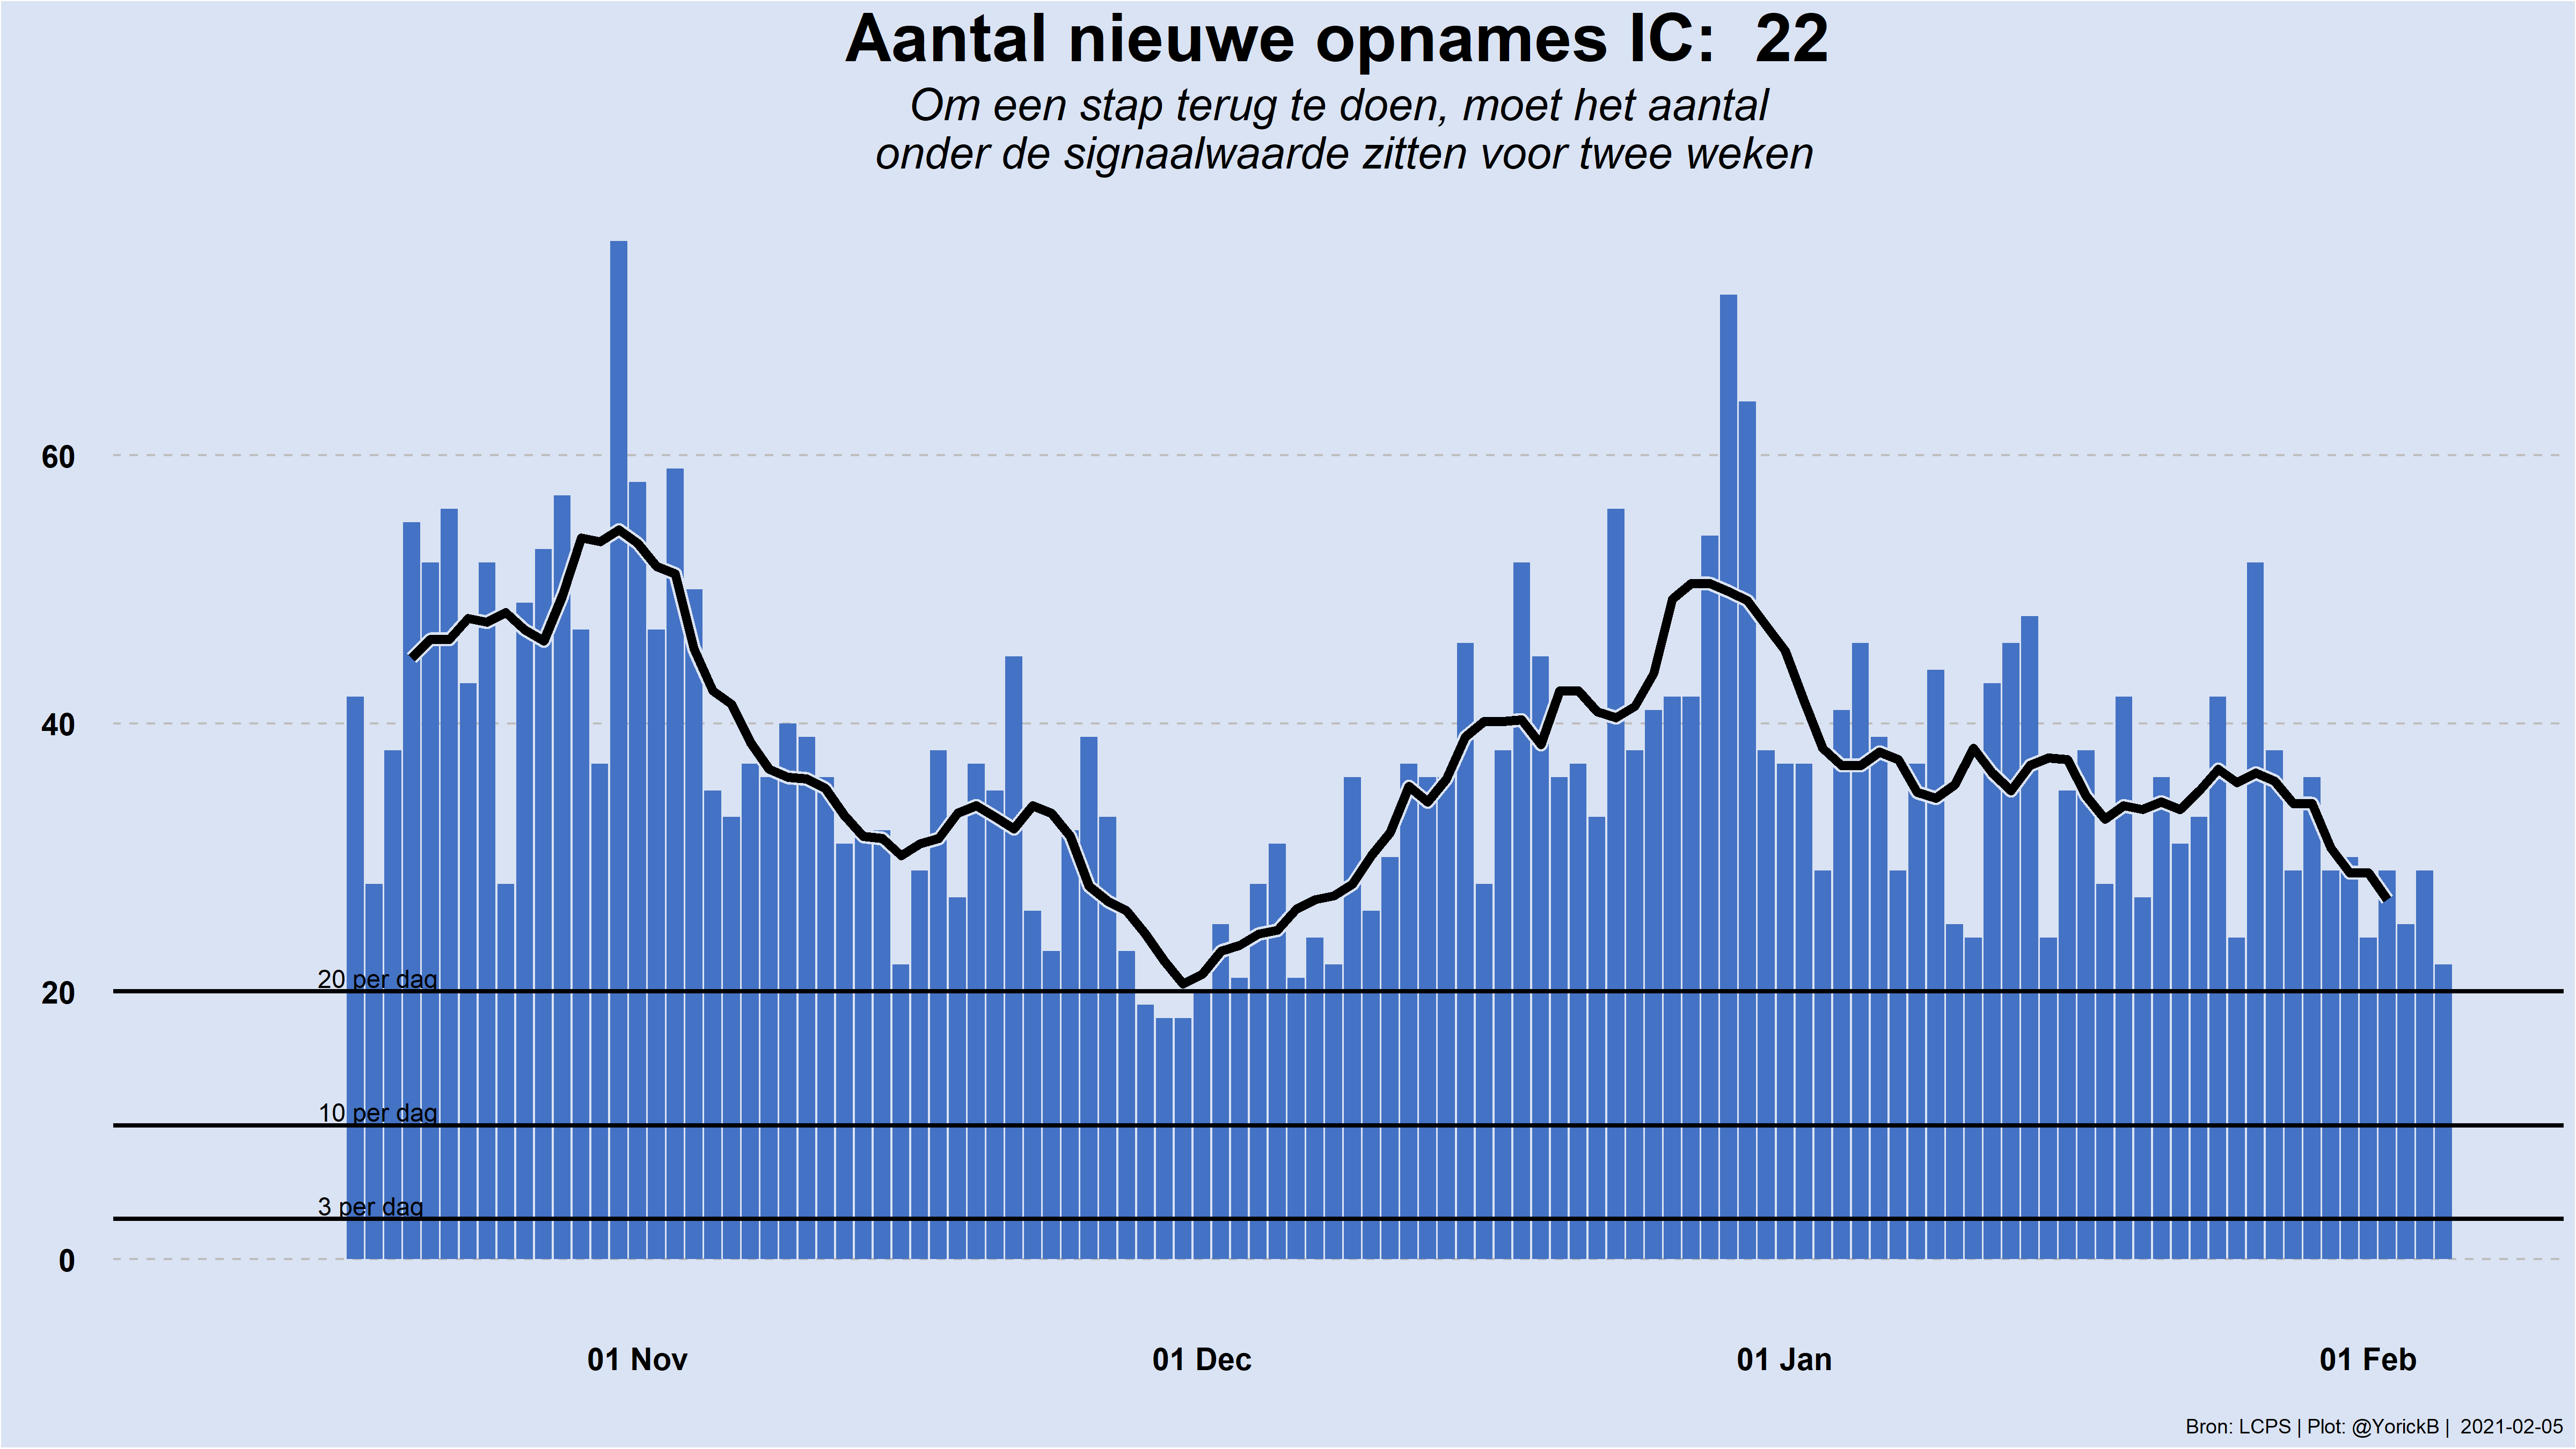 Aantal nieuwe opnames IC:  22
Om een stap terug te doen, moet het aantal
onder de signaalwaarde zitten voor twee weken
60
40
20 per dag
20
10 per dag
3 per dag
0
01 Nov
01 Dec
01 Jan
01 Feb
Bron: LCPS | Plot: @YorickB |  2021-02-05